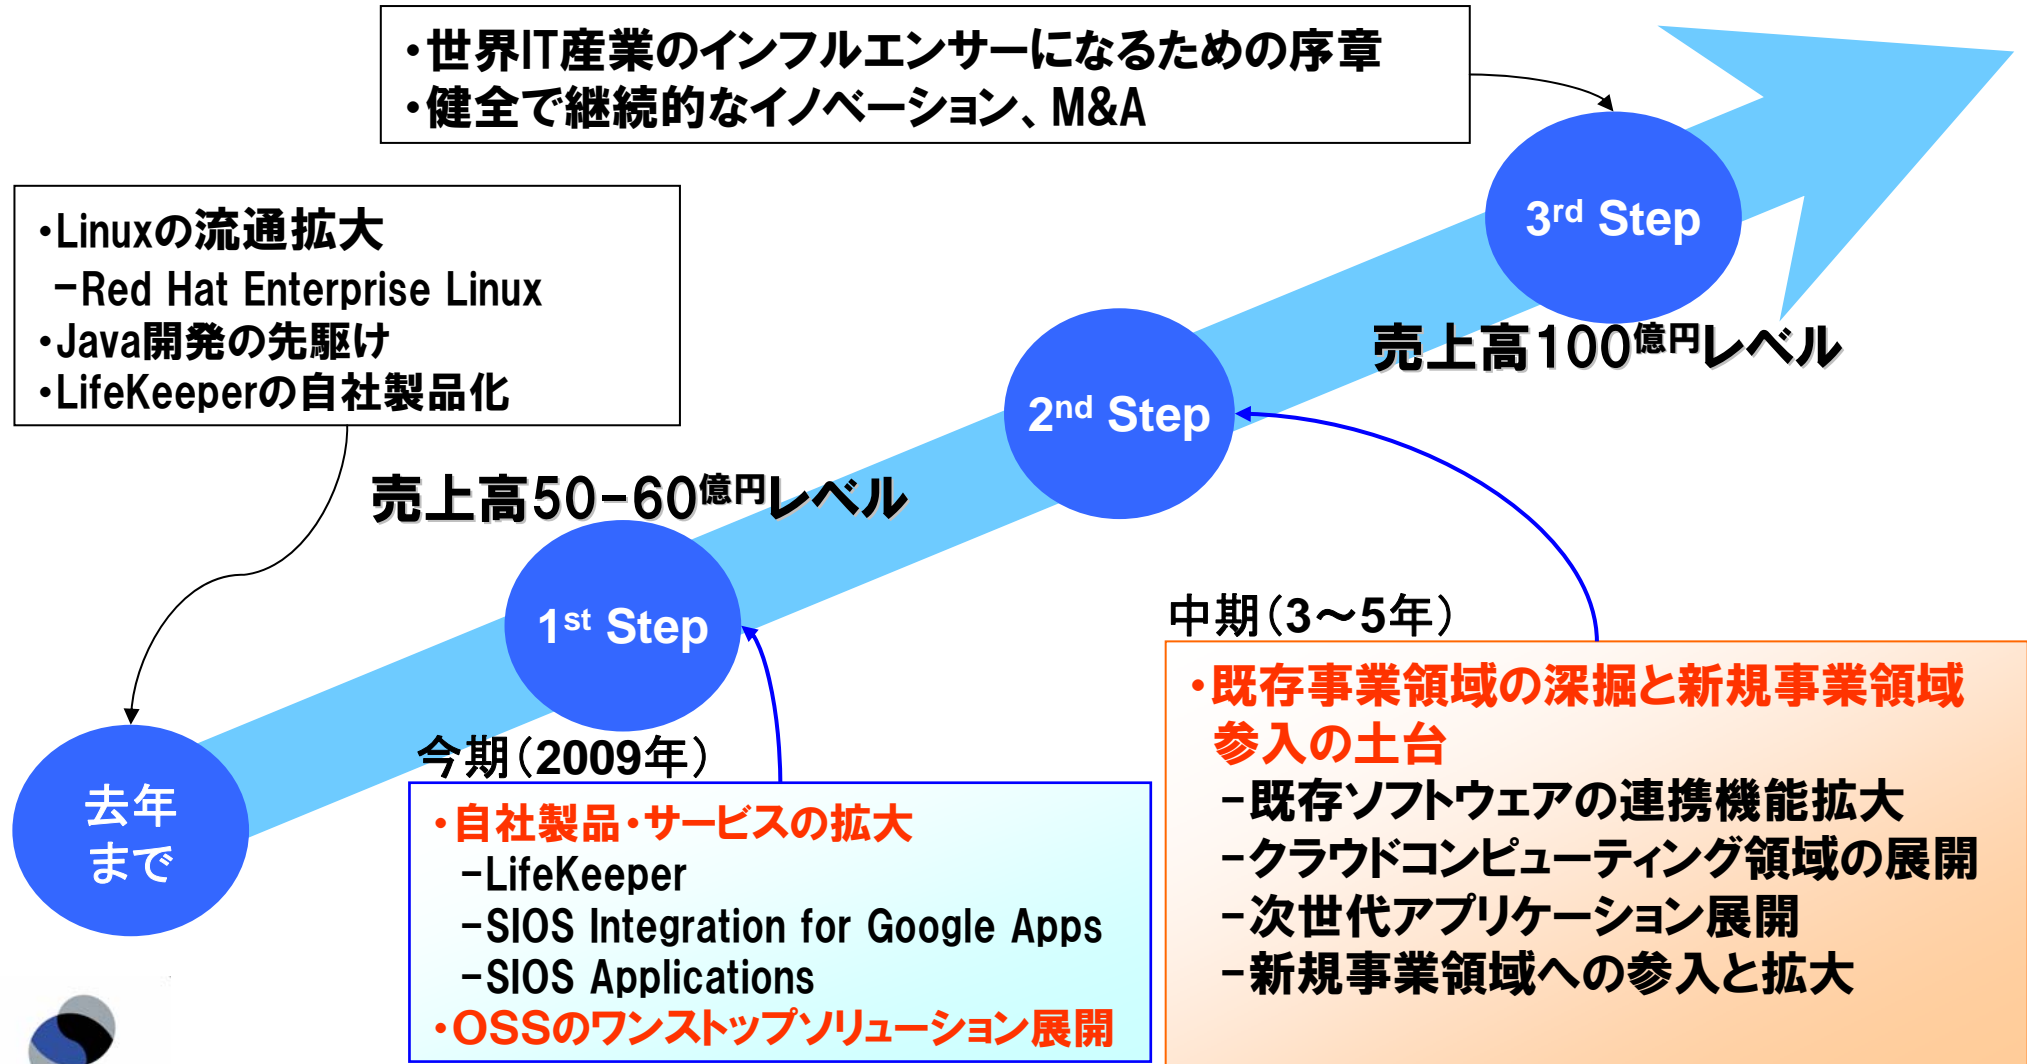 ・世界IT産業のインフルエンサーになるための序章
・健全で継続的なイノベーション、M&A
・Linuxの流通拡大
－Red Hat Enterprise Linux
・Java開発の先駆け
・LifeKeeperの自社製品化
3rd Step
売上高100億円レベル
2nd Step
売上高50－60億円レベル
1st Step
去年
まで
今期（2009年）
・自社製品・サービスの拡大
－LifeKeeper
－SIOS Integration for Google Apps
－SIOS Applications
・OSSのワンストップソリューション展開
中期（3～5年）
・既存事業領域の深掘と新規事業領域
参入の土台
－既存ソフトウェアの連携機能拡大
－クラウドコンピューティング領域の展開
－次世代アプリケーション展開
－新規事業領域への参入と拡大